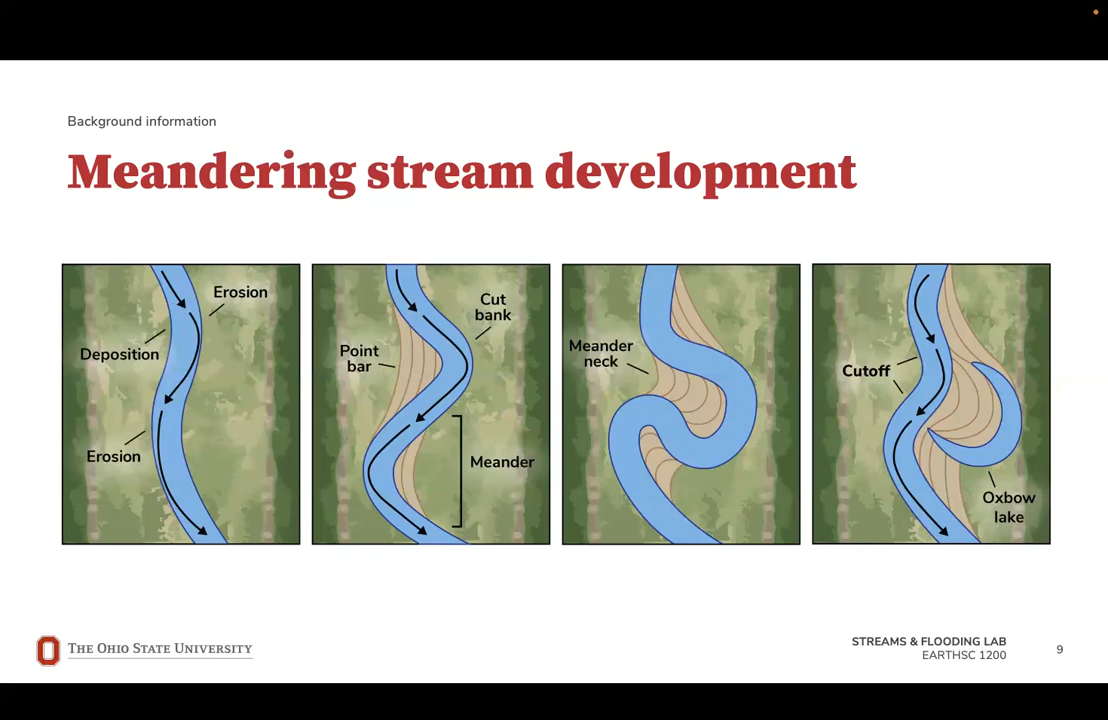 Background information
Meandering stream development
Erosion
Deposition
Erosion
Cut
bank
Point
bar
Meander
Meander
neck
Cutoff
Oxbow
lake
THE OHIO STATE UNIVERSITY
STREAMS & FLOODING LAB
EARTHSC 1200
9